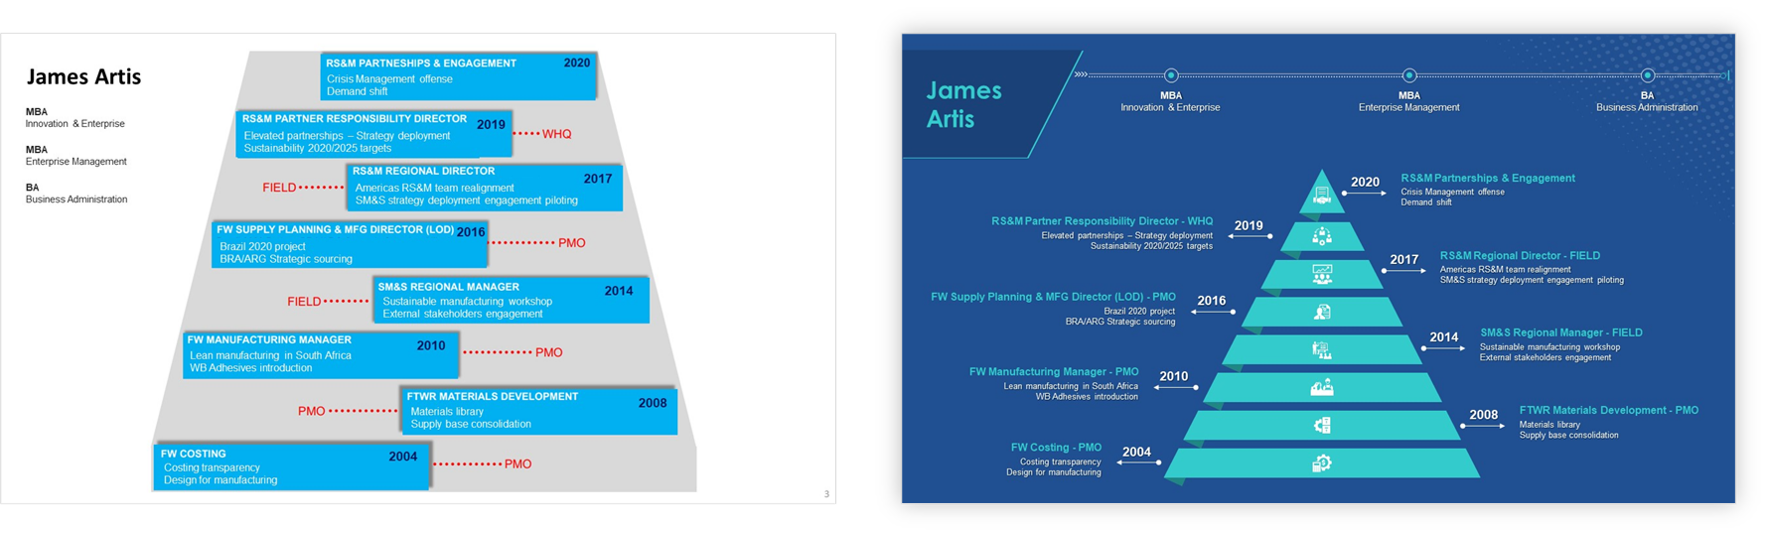 James Artis
MBA
Innovation & Enterprise
MBA
Enterprise Management
BA
Business Administration
RS&M PARTNESHIPS & ENGAGEMENT 2020
Crisis Management offense
Demand shift
RS&M PARTNER RESPONSIBILITY DIRECTOR 2019
Elevated partnerships – Strategy deployment
Sustainability 2020/2025 targets
WHQ
RS&M REGIONAL DIRECTOR 2017
Americas RS&M team realignment
SM&S strategy deployment engagement piloting
FIELD
FW SUPPLY PLANNING & MFG DIRECTOR (LOD) 2016
Brazil 2020 project
BRA/ARG Strategic sourcing
PMO
SM&S REGIONAL MANAGER 2014
Sustainable manufacturing workshop
External stakeholders engagement
FIELD
FW MANUFACTURING MANAGER 2010
Lean manufacturing in South Africa
WB Adhesives introduction
PMO
FTWR MATERIALS DEVELOPMENT 2008
Materials library
Supply base consolidation
PMO
FW COSTING 2004
Costing transparency
Design for manufacturing
PMO
3
James
Artis
MBA
Innovation & Enterprise
MBA
Enterprise Management
BA
Business Administration
2020
RS&M Partnerships & Engagement
Crisis Management offense
Demand shift
RS&M Partner Responsibility Director - WHQ
Elevated partnerships – Strategy deployment
Sustainability 2020/2025 targets
2019
2017
RS&M Regional Director - FIELD
Americas RS&M team realignment
SM&S strategy deployment engagement piloting
FW Supply Planning & MFG Director (LOD) - PMO
Brazil 2020 project
BRA/ARG Strategic sourcing
2016
2014
SM&S Regional Manager - FIELD
Sustainable manufacturing workshop
External stakeholders engagement
FW Manufacturing Manager - PMO
Lean manufacturing in South Africa
WB Adhesives introduction
2010
2008
FTWR Materials Development - PMO
Materials library
Supply base consolidation
FW Costing - PMO
Costing transparency
Design for manufacturing
2004